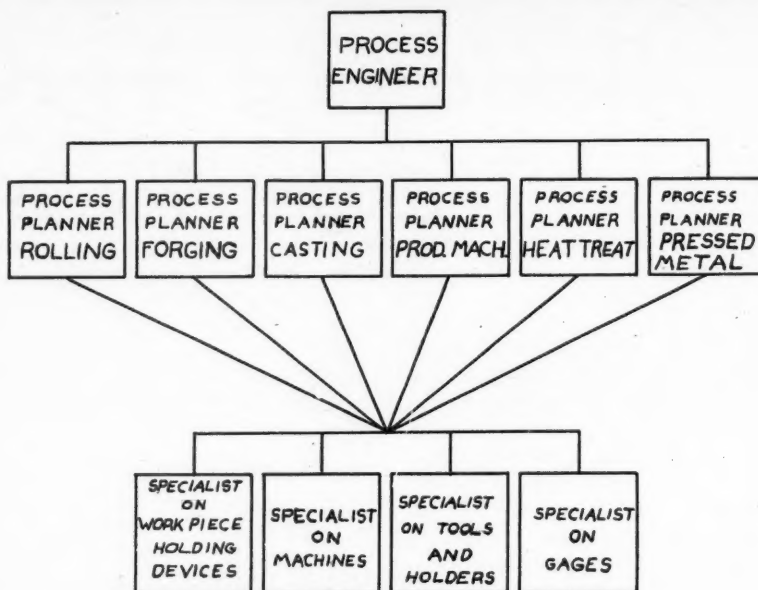 PROCESS
ENGINEER
PROCESS
PLANNER
ROLLING
PROCESS
PLANNER
FORGING
PROCESS
PLANNER
CASTING
PROCESS
PLANNER
PROD. MACH.
PROCESS
PLANNER
HEAT TREAT
PROCESS
PLANNER
PRESSED
METAL
SPECIALIST
ON
WORK PIECE
HOLDING
DEVICES
SPECIALIST
ON
MACHINES
SPECIALIST
ON TOOLS
AND
HOLDERS
SPECIALIST
ON
GAGES